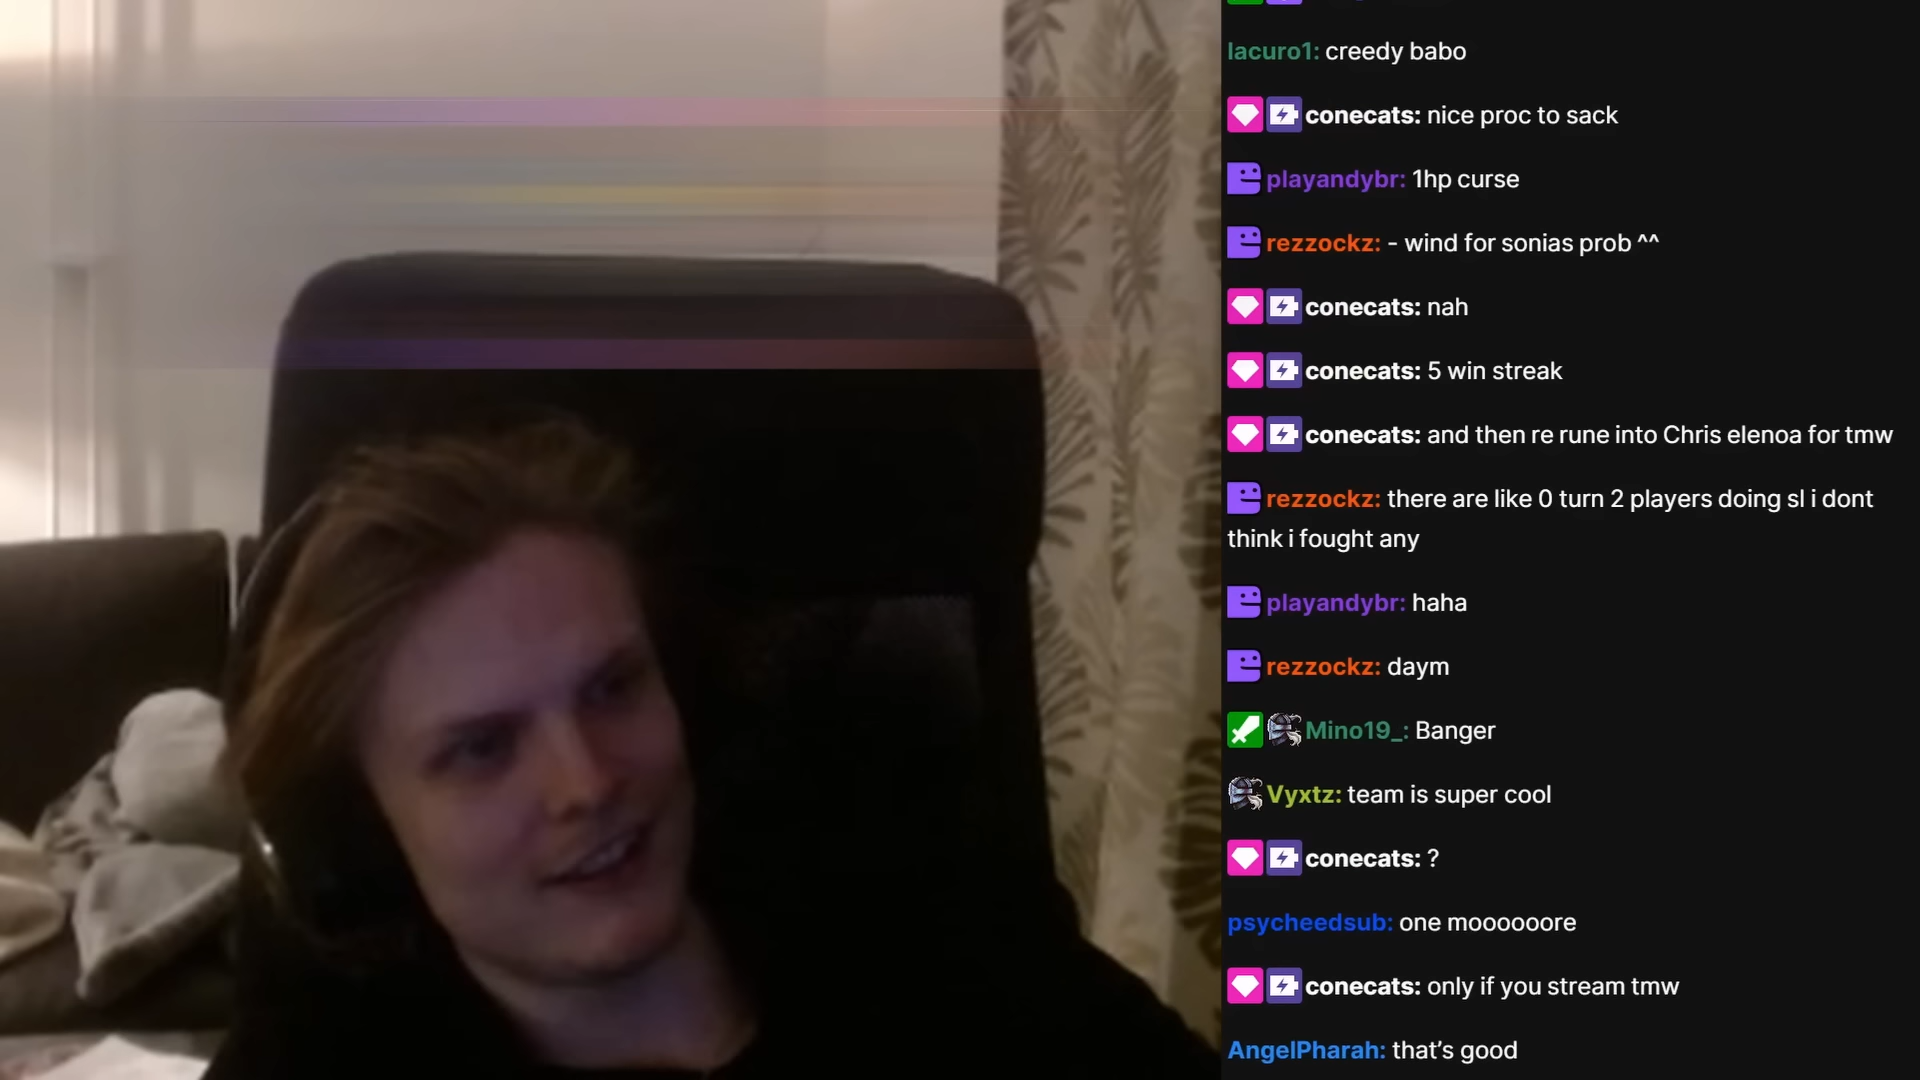 lacuro1: creedy babo
conecats: nice proc to sack
playandybr: 1hp curse
rezzockz: - wind for sonias prob ^^
conecats: nah
conecats: 5 win streak
conecats: and then re rune into Chris elenoa for tmw
rezzockz: there are like 0 turn 2 players doing sl i dont
think i fought any
playandybr: haha
rezzockz: daym
Mino19_: Banger
Vyxtz: team is super cool
conecats: ?
psycheedsub: one moooooore
conecats: only if you stream tmw
AngelPharah: that’s good